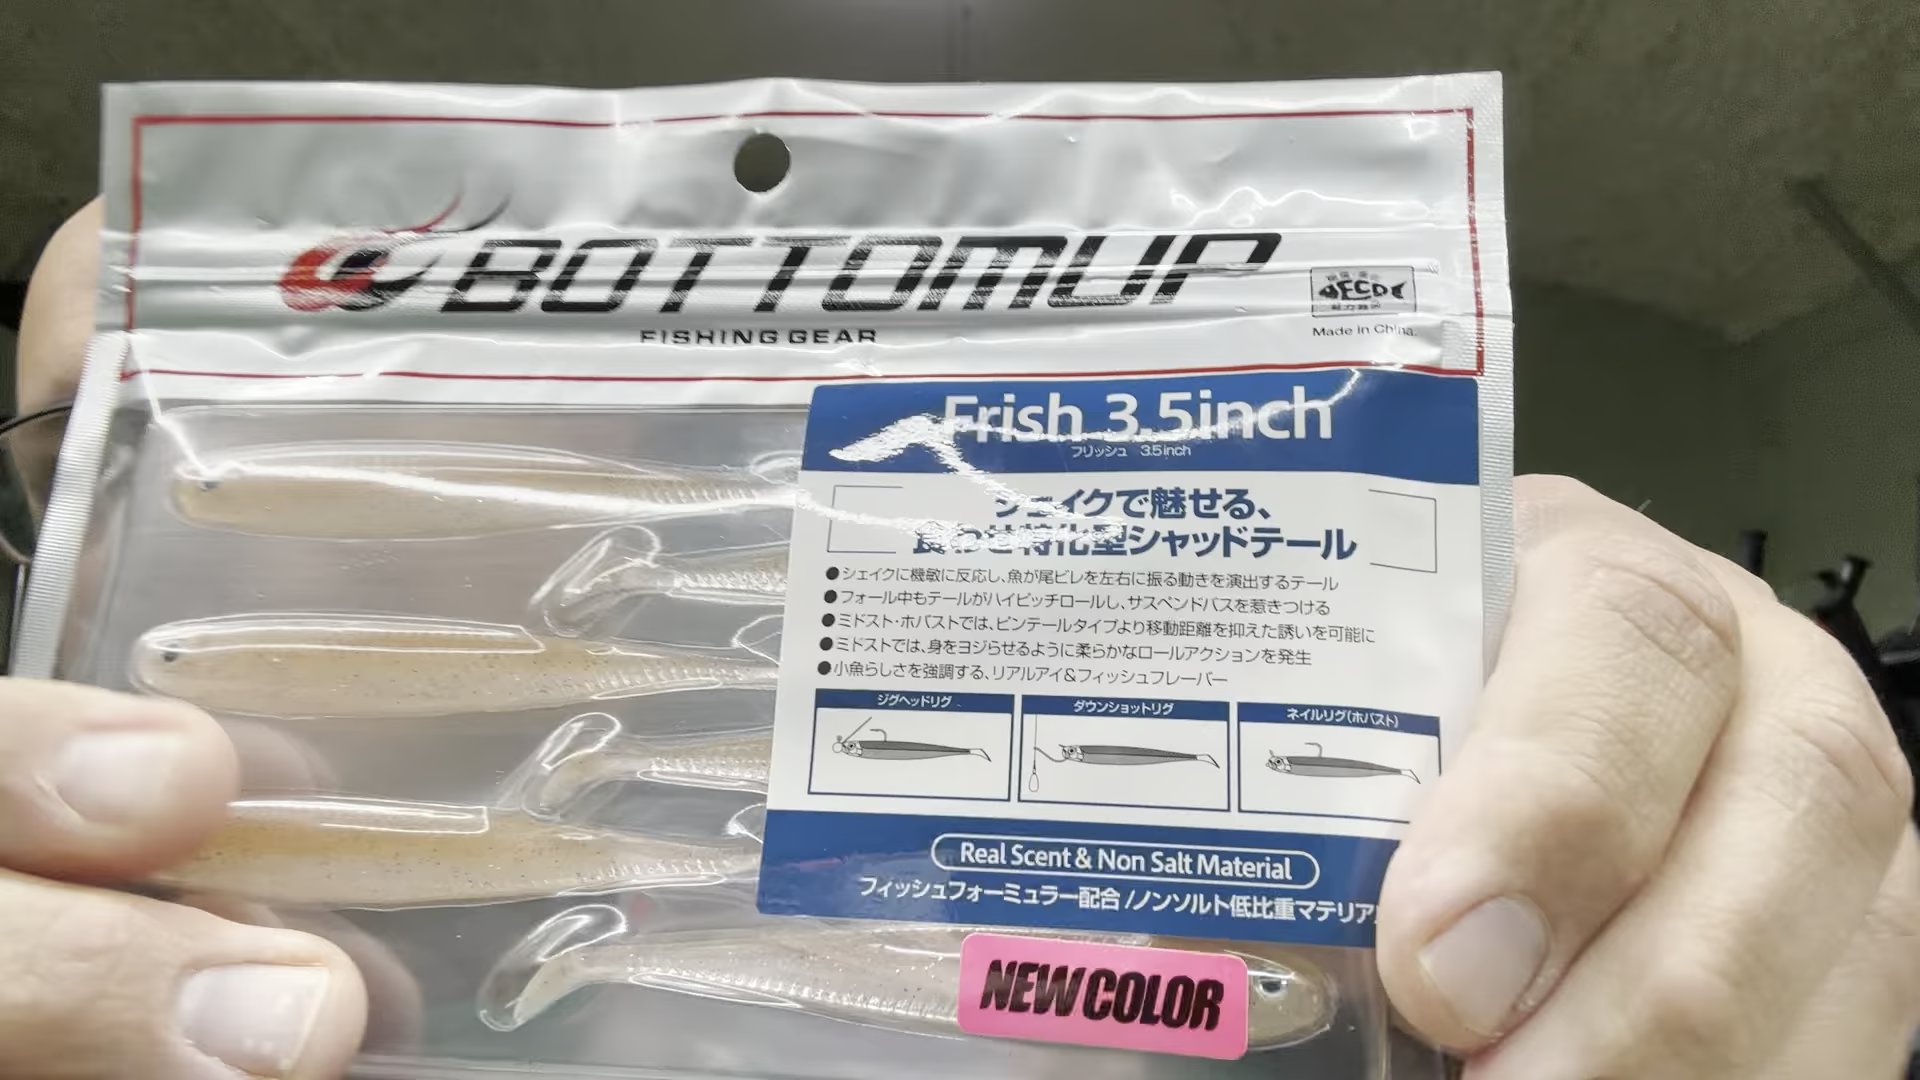 BOTTOMUP
FISHING GEAR
ECO
Made in China.
Frish 3.5inch
フリッシュ 3.5inch
シェイクで魅せる、
食わせ特化型シャッドテール
●シェイクに機敏に反応し、魚が尾ビレを左右に振る動きを演出するテール
●フォール中もテールがハイピッチロールし、サスペンドバスを惹きつける
●ミドスト・ホバストでは、ピンテールタイプより移動距離を抑えた誘いを可能に
●ミドストでは、身をヨジらせるように柔らかなロールアクションを発生
●小魚らしさを強調する、リアルアイ&フィッシュフレーバー
ジグヘッドリグ
ダウンショットリグ
ネイルリグ(ホバスト)
Real Scent & Non Salt Material
フィッシュフォーミュラー配合/ノンソルト低比重マテリア
NEW COLOR